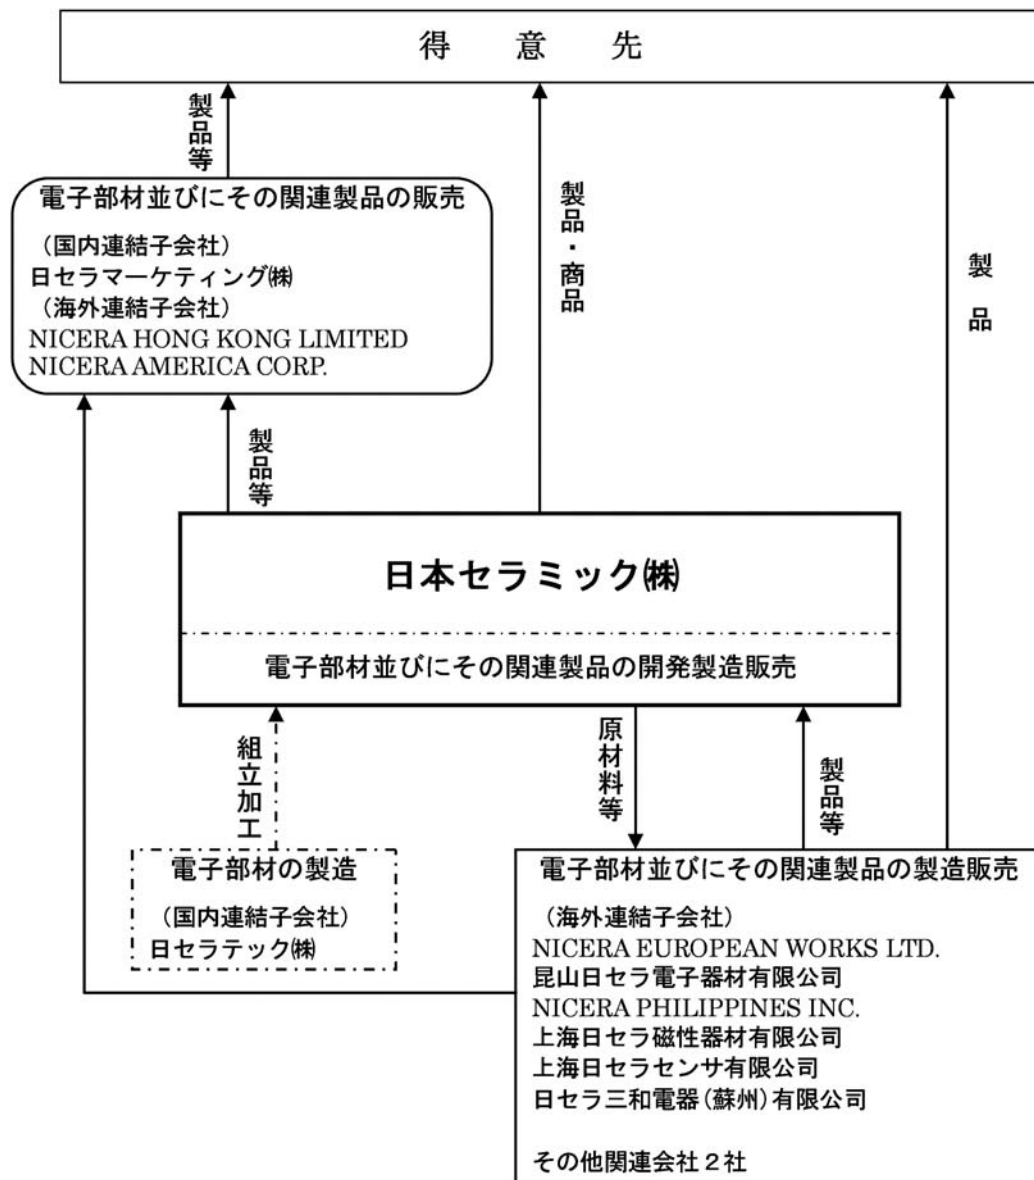 得意先
製品等
電子部材並びにその関連製品の販売
（国内連結子会社）
日セラマーケティング㈱
（海外連結子会社）
NICERA HONG KONG LIMITED
NICERA AMERICA CORP.
製品・商品
製品
製品等
日本セラミック㈱
電子部材並びにその関連製品の開発製造販売
組立加工
原材料等
製品等
電子部材の製造
（国内連結子会社）
日セラテック㈱
電子部材並びにその関連製品の製造販売
（海外連結子会社）
NICERA EUROPEAN WORKS LTD.
昆山日セラ電子器材有限公司
NICERA PHILIPPINES INC.
上海日セラ磁性器材有限公司
上海日セラセンサ有限公司
日セラ三和電器(蘇州)有限公司
その他関連会社２社